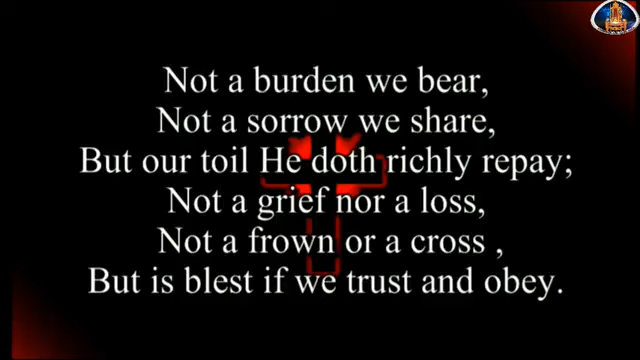 Not a burden we bear,
Not a sorrow we share,
But our toil He doth richly repay;
Not a grief nor a loss,
Not a frown or a cross ,
But is blest if we trust and obey.